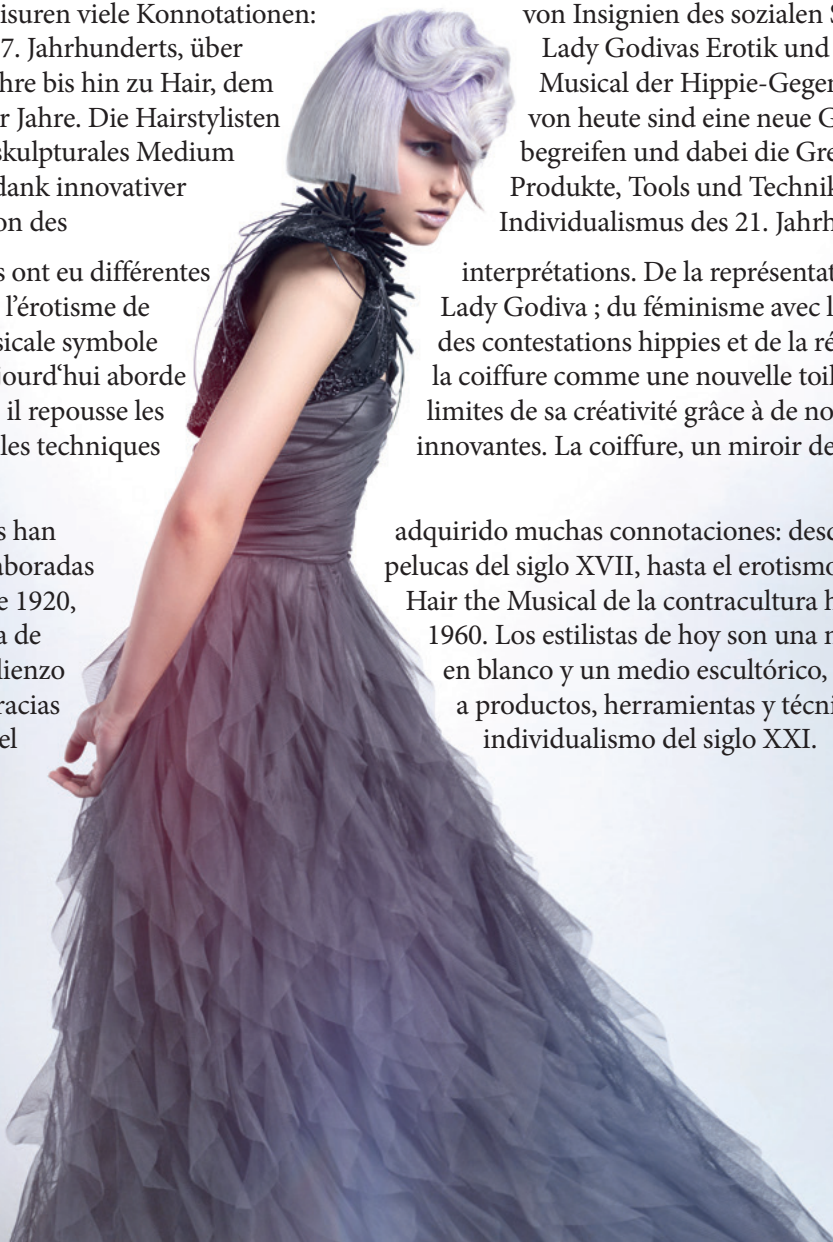 isuren viele Konnotationen: von Insignien des sozialen S
7. Jahrhunderts, über Lady Godivas Erotik und
hre bis hin zu Hair, dem Musical der Hippie-Gegen
r Jahre. Die Hairstylisten von heute sind eine neue G
skulpturales Medium begreifen und dabei die Gre
dank innovativer Produkte, Tools und Technik
on des Individualismus des 21. Jahrh
s ont eu différentes interprétations. De la représentat
l'érotisme de Lady Godiva ; du féminisme avec l
sicale symbole des contestations hippies et de la ré
jourd‘hui aborde la coiffure comme une nouvelle toil
il repousse les limites de sa créativité grâce à de no
les techniques innovantes. La coiffure, un miroir de
s han adquirido muchas connotaciones: desd
aboradas pelucas del siglo XVII, hasta el erotismo
e 1920, Hair the Musical de la contracultura h
a de 1960. Los estilistas de hoy son una n
lienzo en blanco y un medio escultórico,
racias a productos, herramientas y técni
el individualismo del siglo XXI.